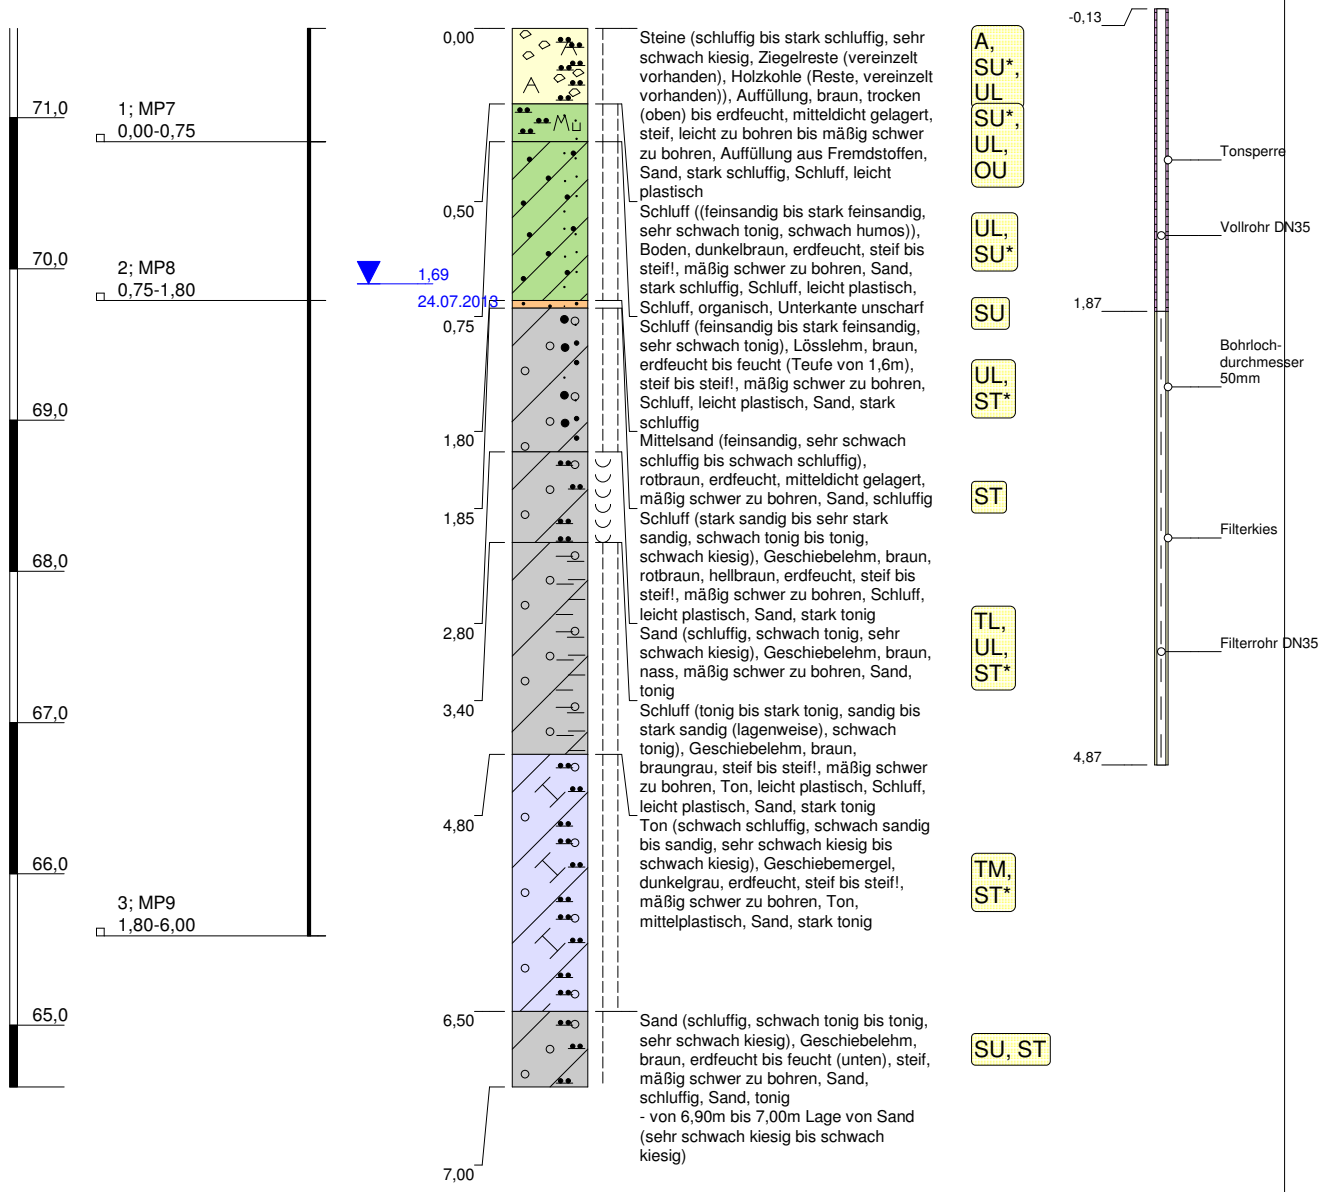 71,0
70,0
69,0
68,0
67,0
66,0
65,0
1; MP7
0,00-0,75
2; MP8
0,75-1,80
3; MP9
1,80-6,00
1,69
24.07.2013
0,00
0,50
0,75
1,80
1,85
2,80
3,40
4,80
6,50
7,00
Steine (schluffig bis stark schluffig, sehr
schwach kiesig, Ziegelreste (vereinzelt
vorhanden), Holzkohle (Reste, vereinzelt
vorhanden)), Auffüllung, braun, trocken
(oben) bis erdfeucht, mitteldicht gelagert,
steif, leicht zu bohren bis mäßig schwer
zu bohren, Auffüllung aus Fremdstoffen,
Sand, stark schluffig, Schluff, leicht
plastisch
Schluff ((feinsandig bis stark feinsandig,
sehr schwach tonig, schwach humos)),
Boden, dunkelbraun, erdfeucht, steif bis
steif!, mäßig schwer zu bohren, Sand,
stark schluffig, Schluff, leicht plastisch,
Schluff, organisch, Unterkante unscharf
Schluff (feinsandig bis stark feinsandig,
sehr schwach tonig), Lösslehm, braun,
erdfeucht bis feucht (Teufe von 1,6m),
steif bis steif!, mäßig schwer zu bohren,
Schluff, leicht plastisch, Sand, stark
schluffig
Mittelsand (feinsandig, sehr schwach
schluffig bis schwach schluffig),
rotbraun, erdfeucht, mitteldicht gelagert,
mäßig schwer zu bohren, Sand, schluffig
Schluff (stark sandig bis sehr stark
sandig, schwach tonig bis tonig,
schwach kiesig), Geschiebelehm, braun,
rotbraun, hellbraun, erdfeucht, steif bis
steif!, mäßig schwer zu bohren, Schluff,
leicht plastisch, Sand, stark tonig
Sand (schluffig, schwach tonig, sehr
schwach kiesig), Geschiebelehm, braun,
nass, mäßig schwer zu bohren, Sand,
tonig
Schluff (tonig bis stark tonig, sandig bis
stark sandig (lagenweise), schwach
tonig), Geschiebelehm, braun,
braungrau, steif bis steif!, mäßig schwer
zu bohren, Ton, leicht plastisch, Schluff,
leicht plastisch, Sand, stark tonig
Ton (schwach schluffig, schwach sandig
bis sandig, sehr schwach kiesig bis
schwach kiesig), Geschiebemergel,
dunkelgrau, erdfeucht, steif bis steif!,
mäßig schwer zu bohren, Ton,
mittelplastisch, Sand, stark tonig
Sand (schluffig, schwach tonig bis tonig,
sehr schwach kiesig), Geschiebelehm,
braun, erdfeucht bis feucht (unten), steif,
mäßig schwer zu bohren, Sand,
schluffig, Sand, tonig
- von 6,90m bis 7,00m Lage von Sand
(sehr schwach kiesig bis schwach
kiesig)
A,
SU*,
UL
SU*,
UL,
OU
UL,
SU*
SU
UL,
ST*
ST
TL,
UL,
ST*
TM,
ST*
SU, ST
-0,13
1,87
4,87
Tonsperre
Vollrohr DN35
Bohrloch-
durchmesser
50mm
Filterkies
Filterrohr DN35
A
M